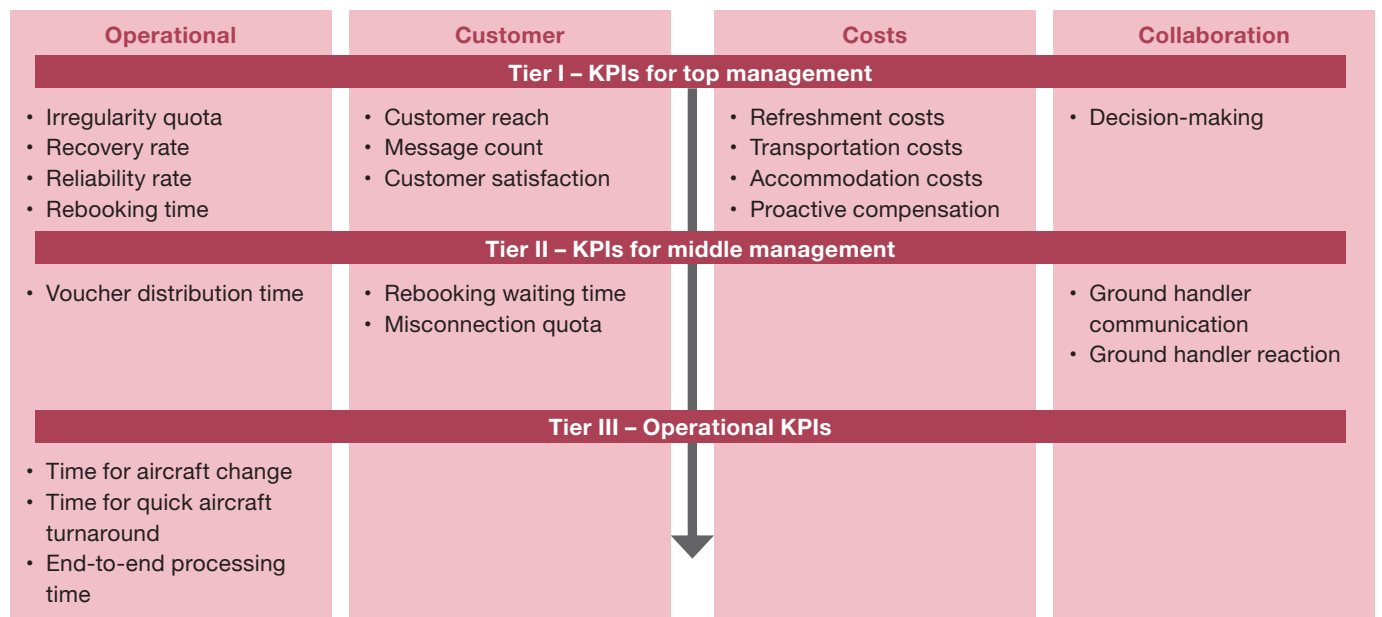 Operational
Customer
Costs
Collaboration
Tier I – KPIs for top management
• Irregularity quota
• Recovery rate
• Reliability rate
• Rebooking time
• Customer reach
• Message count
• Customer satisfaction
• Refreshment costs
• Transportation costs
• Accommodation costs
• Proactive compensation
• Decision-making
Tier II – KPIs for middle management
• Voucher distribution time
• Rebooking waiting time
• Misconnection quota
• Ground handler
communication
• Ground handler reaction
Tier III – Operational KPIs
• Time for aircraft change
• Time for quick aircraft
turnaround
• End-to-end processing
time